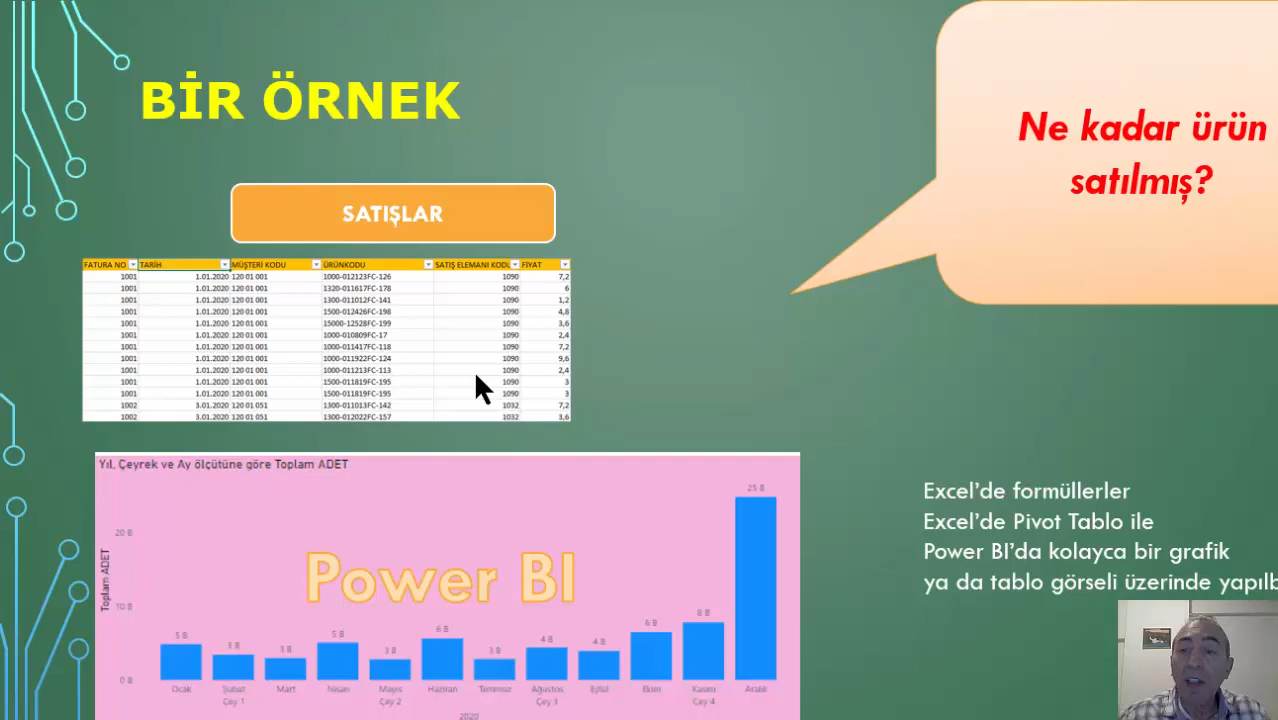 BİR ÖRNEK
Ne kadar ürün
satılmış?
SATIŞLAR
FATURA NO TARİH MÜŞTERİ KODU ÜRÜNKODU SATIŞ ELEMANI KODU FİYAT
1001 1.01.2020 120 01 001 1000-012123FC-126 1090 7,2
1001 1.01.2020 120 01 001 1320-011617FC-178 1090 6
1001 1.01.2020 120 01 001 1300-011012FC-141 1090 1,2
1001 1.01.2020 120 01 001 1500-012426FC-198 1090 4,8
1001 1.01.2020 120 01 001 15000-12528FC-199 1090 3,6
1001 1.01.2020 120 01 001 1000-010809FC-17 1090 2,4
1001 1.01.2020 120 01 001 1000-011417FC-118 1090 7,2
1001 1.01.2020 120 01 001 1000-011922FC-124 1090 9,6
1001 1.01.2020 120 01 001 1000-011213FC-113 1090 2,4
1001 1.01.2020 120 01 001 1500-011819FC-195 1090 3
1001 1.01.2020 120 01 001 1500-011819FC-195 1090 3
1002 3.01.2020 120 01 051 1300-011013FC-142 1032 7,2
1002 3.01.2020 120 01 051 1300-012022FC-157 1032 3,6
Yıl, Çeyrek ve Ay ölçütüne göre Toplam ADET
25 B
20 B
Toplam ADET
Power BI
10 B
5 B 3 B 3 B 5 B 3 B 6 B 3 B 4 B 4 B 6 B 8 B
0 B
Ocak Şubat Mart Nisan Mayıs Haziran Temmuz Ağustos Eylül Ekim Kasım Aralık
Çey 1 Çey 2 Çey 3 Çey 4
2020
Excel’de formüllerler
Excel’de Pivot Tablo ile
Power BI’da kolayca bir grafik
ya da tablo görseli üzerinde yapılb